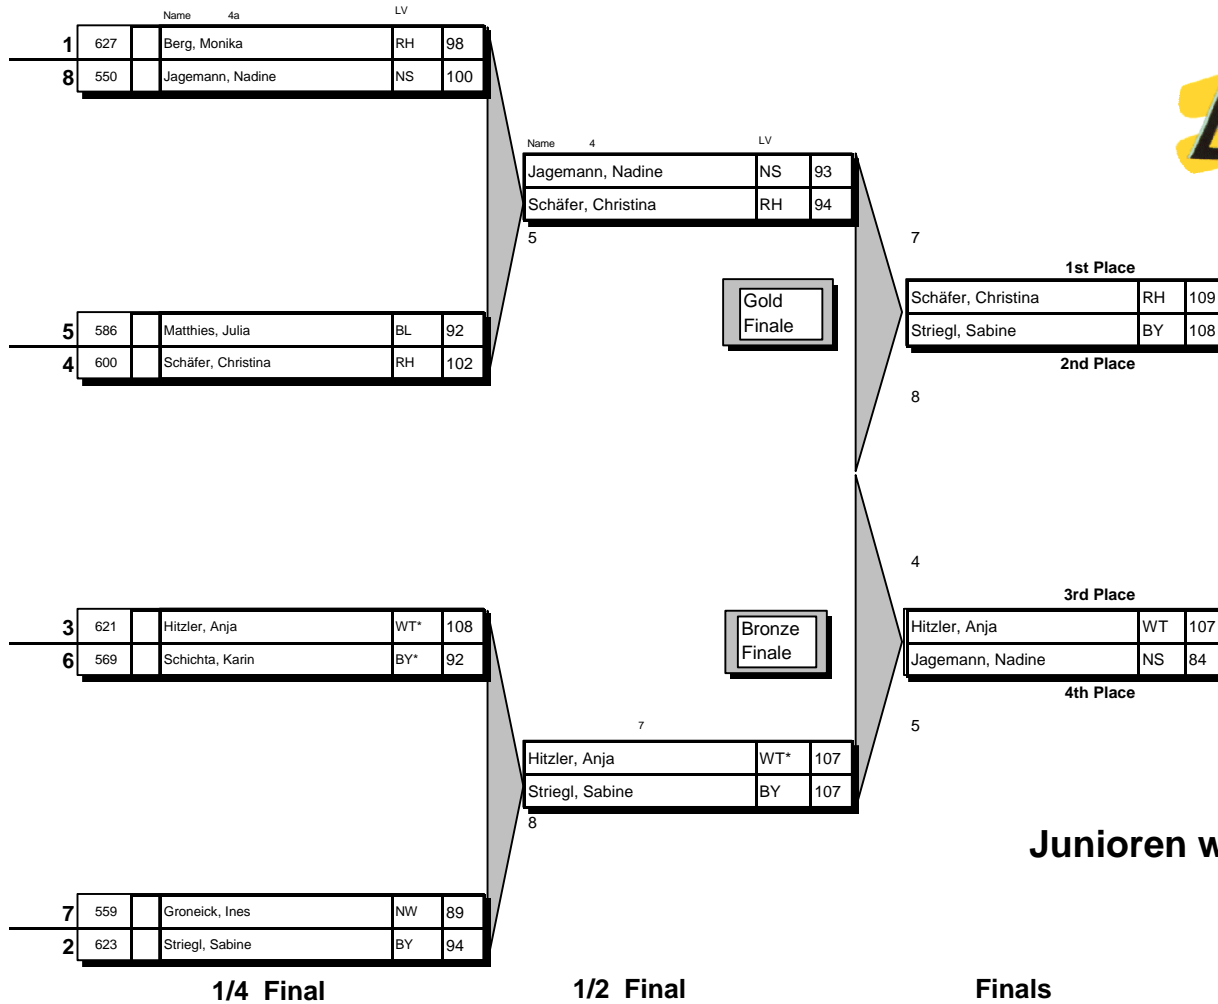 Name 4a LV
1 627 Berg, Monika RH 98
8 550 Jagemann, Nadine NS 100
Name 4 LV
Jagemann, Nadine NS 93
Schäfer, Christina RH 94
5
7
1st Place
Gold
Finale
Schäfer, Christina RH 109
Striegl, Sabine BY 108
2nd Place
5 586 Matthies, Julia BL 92
4 600 Schäfer, Christina RH 102
8
4
3rd Place
3 621 Hitzler, Anja WT* 108
6 569 Schichta, Karin BY* 92
Bronze
Finale
Hitzler, Anja WT 107
Jagemann, Nadine NS 84
4th Place
7
5
Hitzler, Anja WT* 107
Striegl, Sabine BY 107
8
Junioren w
7 559 Groneick, Ines NW 89
2 623 Striegl, Sabine BY 94
1/4 Final 1/2 Final Finals